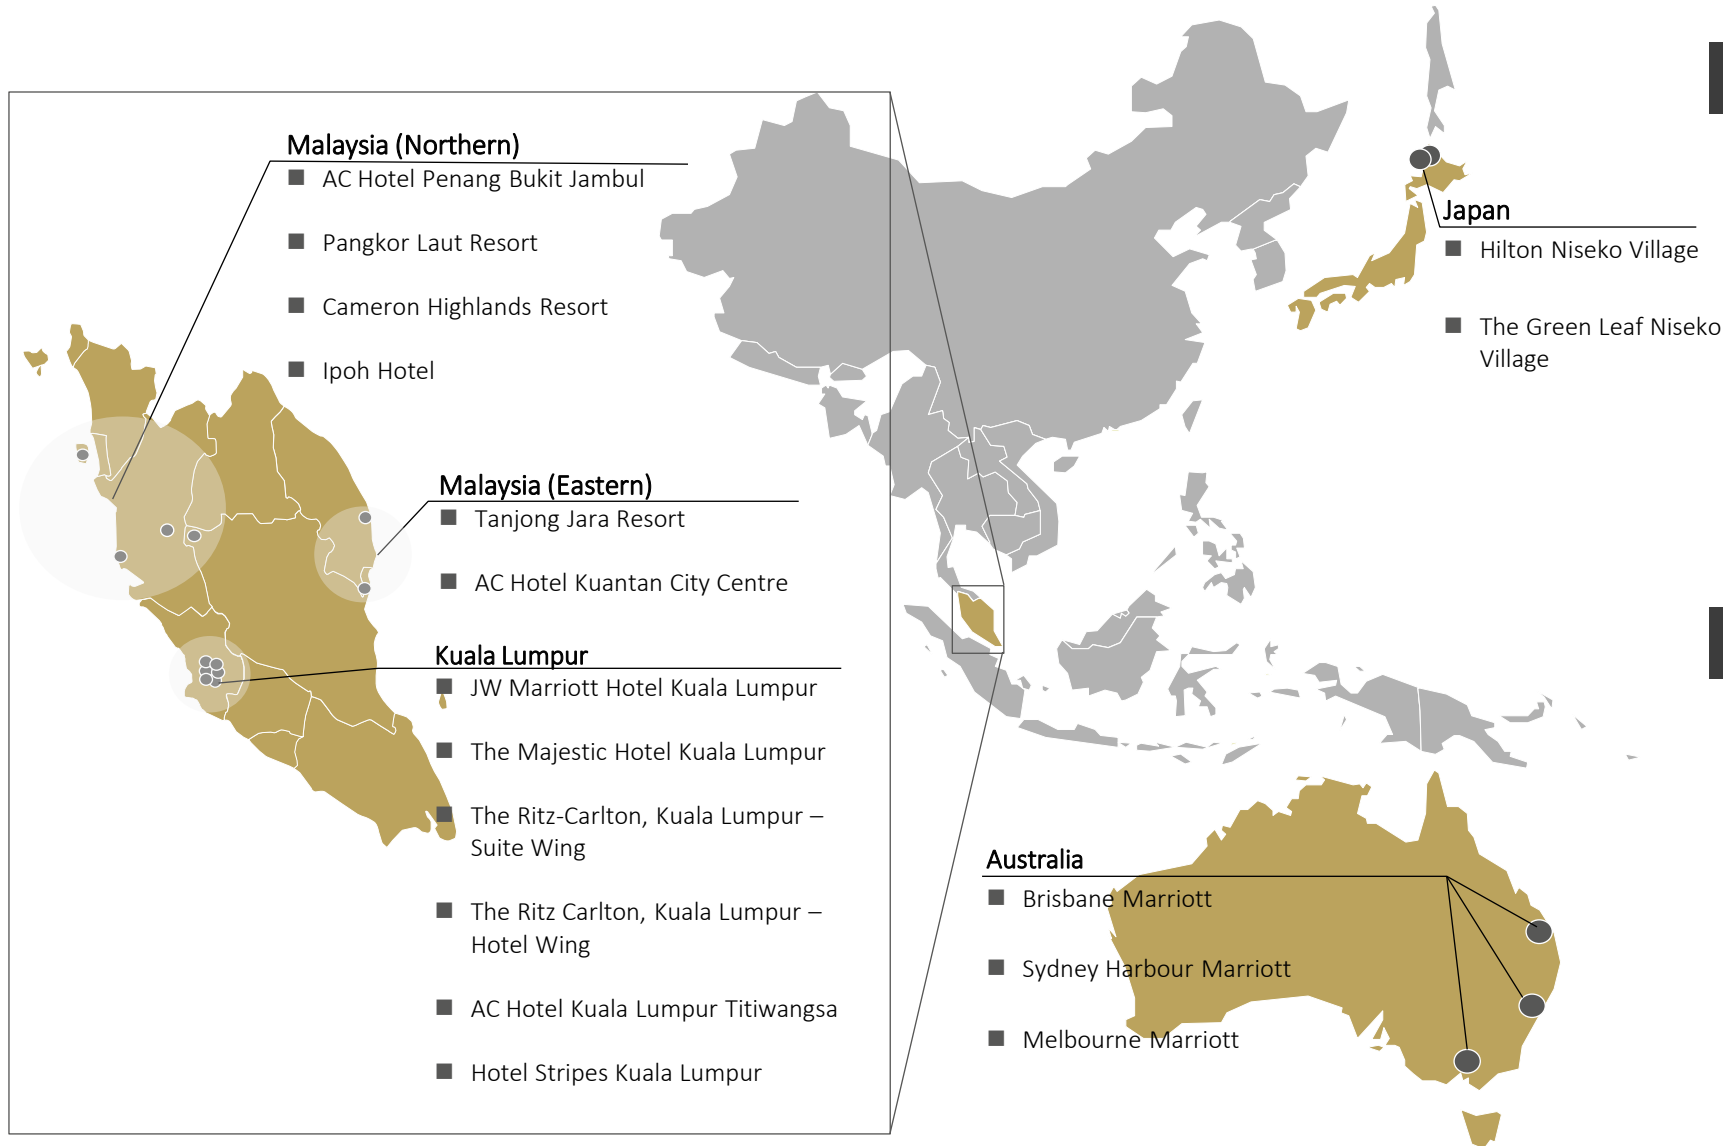 Malaysia (Northern)
■ AC Hotel Penang Bukit Jambul
■ Pangkor Laut Resort
■ Cameron Highlands Resort
■ Ipoh Hotel
Malaysia (Eastern)
■ Tanjong Jara Resort
■ AC Hotel Kuantan City Centre
Kuala Lumpur
■ JW Marriott Hotel Kuala Lumpur
■ The Majestic Hotel Kuala Lumpur
■ The Ritz-Carlton, Kuala Lumpur –
Suite Wing
■ The Ritz Carlton, Kuala Lumpur –
Hotel Wing
■ AC Hotel Kuala Lumpur Titiwangsa
■ Hotel Stripes Kuala Lumpur
Japan
■ Hilton Niseko Village
■ The Green Leaf Niseko
Village
Australia
■ Brisbane Marriott
■ Sydney Harbour Marriott
■ Melbourne Marriott